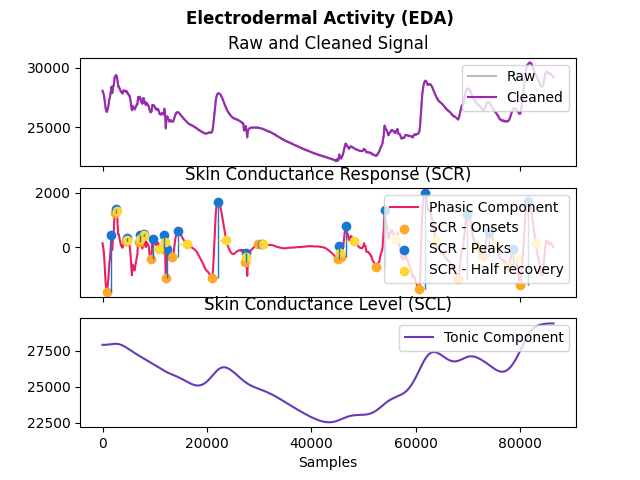 Electrodermal Activity (EDA)
Raw and Cleaned Signal
30000
25000
Raw
Cleaned
Skin Conductance Response (SCR)
2000
0
Phasic Component
SCR - Onsets
SCR - Peaks
SCR - Half recovery
Skin Conductance Level (SCL)
27500
25000
22500
Tonic Component
0 20000 40000 60000 80000
Samples